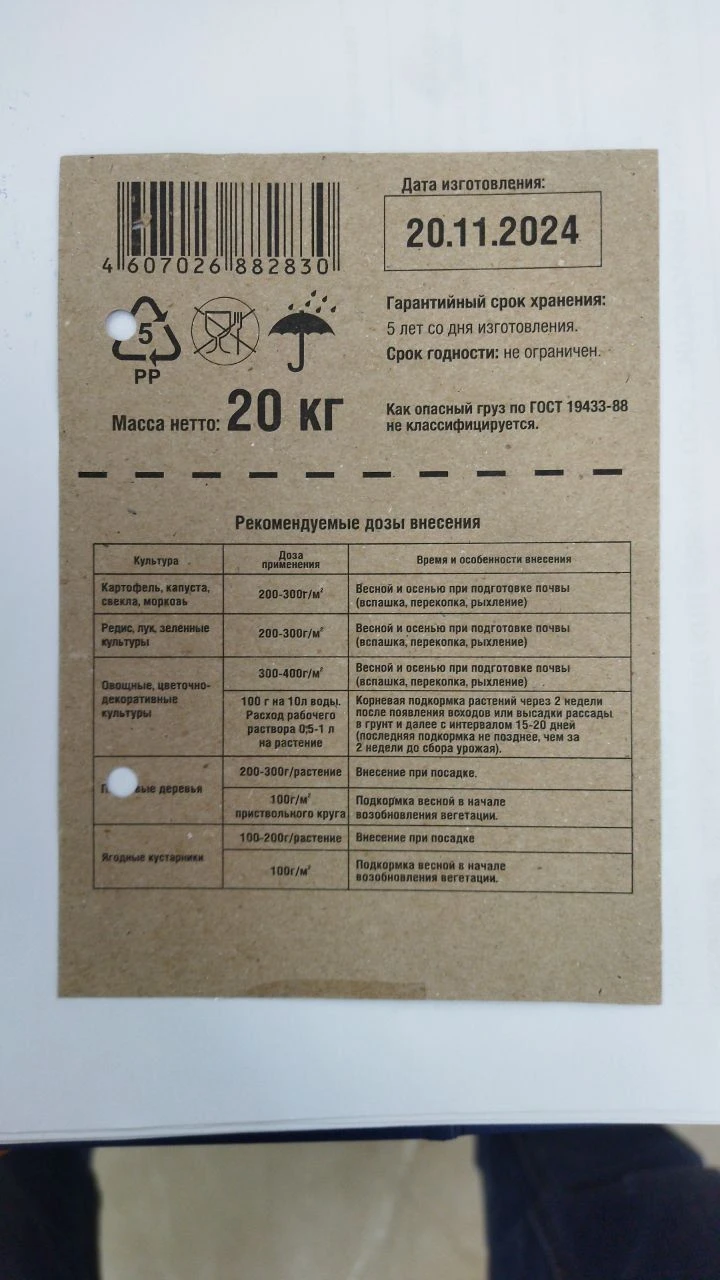 4 607026 882830
Дата изготовления:
20.11.2024
Гарантийный срок хранения:
5 лет со дня изготовления.
Срок годности: не ограничен.
5
PP
Масса нетто: 20 кг
Как опасный груз по ГОСТ 19433-88
не классифицируется.
Рекомендуемые дозы внесения
Культура
Доза
применения
Время и особенности внесения
Картофель, капуста,
свекла, морковь
200-300г/м²
Весной и осенью при подготовке почвы
(вспашка, перекопка, рыхление)
Редис, лук, зеленные
культуры
200-300г/м²
Весной и осенью при подготовке почвы
(вспашка, перекопка, рыхление)
Овощные, цветочно-
декоративные
культуры
300-400г/м²
Весной и осенью при подготовке почвы
(вспашка, перекопка, рыхление)
100 г на 10л воды.
Расход рабочего
раствора 0,5-1 л
на растение
Корневая подкормка растений через 2 недели
после появления всходов или высадки рассады
в грунт и далее с интервалом 15-20 дней
(последняя подкормка не позднее, чем за
2 недели до сбора урожая).
деревья
200-300г/растение
Внесение при посадке.
100г/м²
приствольного круга
Подкормка весной в начале
возобновления вегетации.
Ягодные кустарники
100-200г/растение
Внесение при посадке
100г/м²
Подкормка весной в начале
возобновления вегетации.